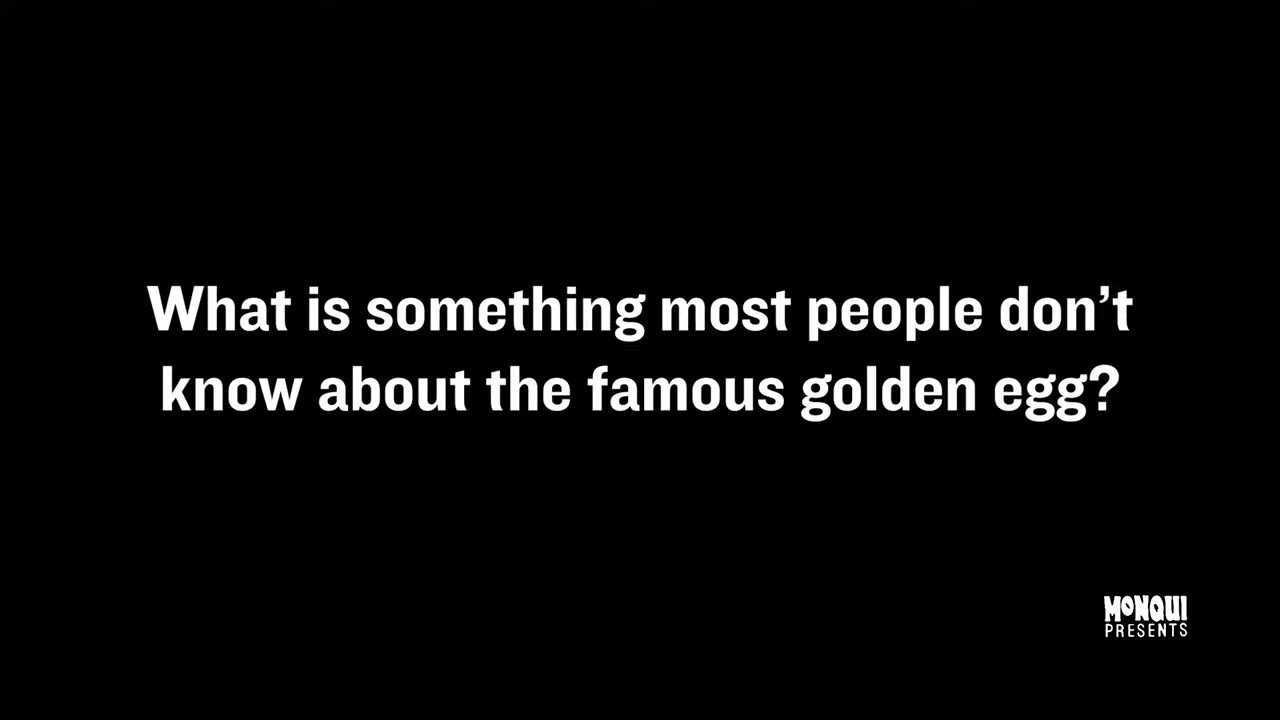 What is something most people don’t
know about the famous golden egg?
MONQUI
PRESENTS